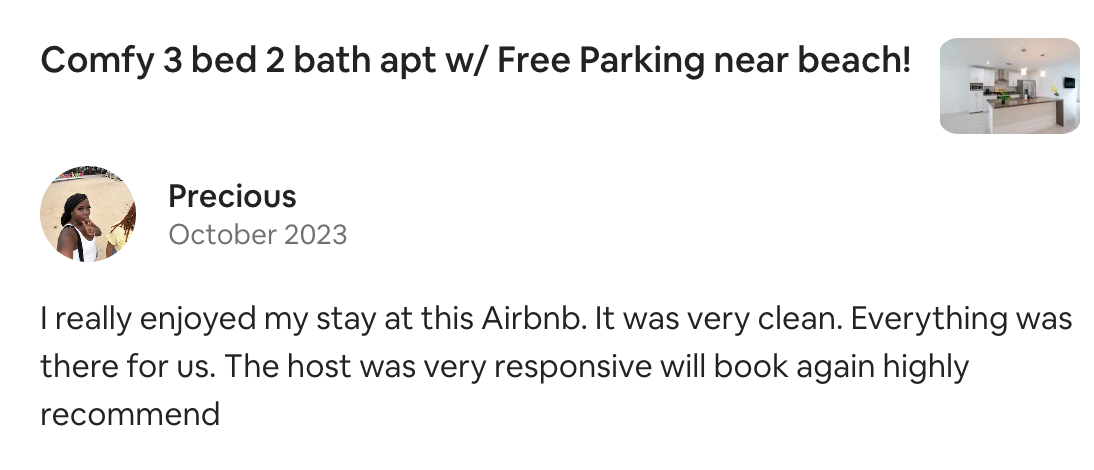 Comfy 3 bed 2 bath apt w/ Free Parking near beach!
Precious
October 2023
I really enjoyed my stay at this Airbnb. It was very clean. Everything was
there for us. The host was very responsive will book again highly
recommend